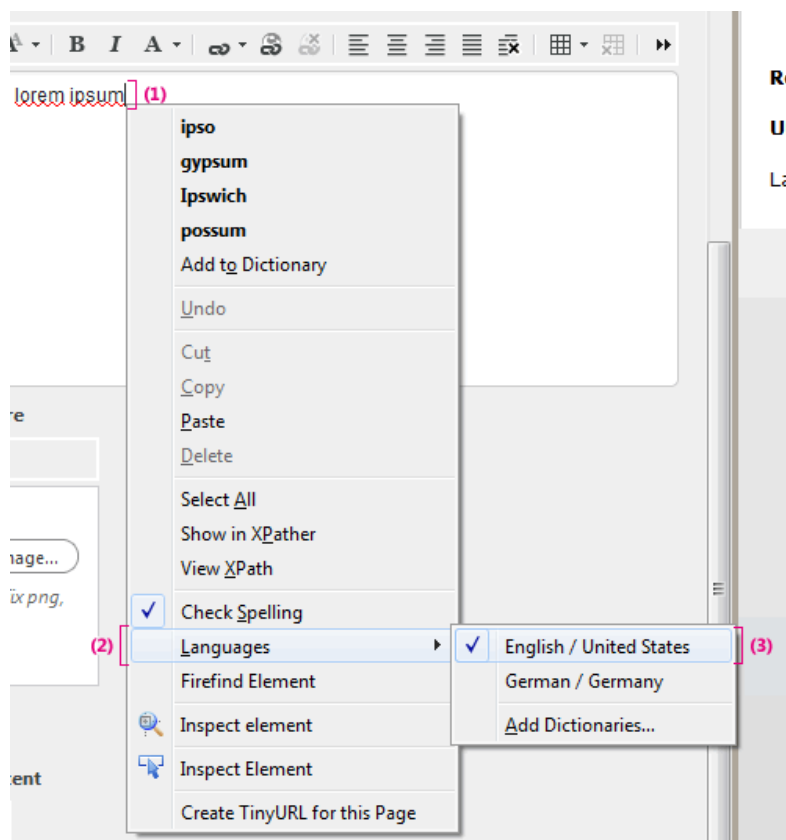 B I A
lorem ipsum (1)
ipso
gypsum
Ipswich
possum
Add to Dictionary
Undo
Cut
Copy
Paste
Delete
Select All
Show in XPather
View XPath
Check Spelling
(2) Languages
English / United States (3)
Firefind Element
German / Germany
Inspect element
Add Dictionaries...
Inspect Element
Create TinyURL for this Page
png,